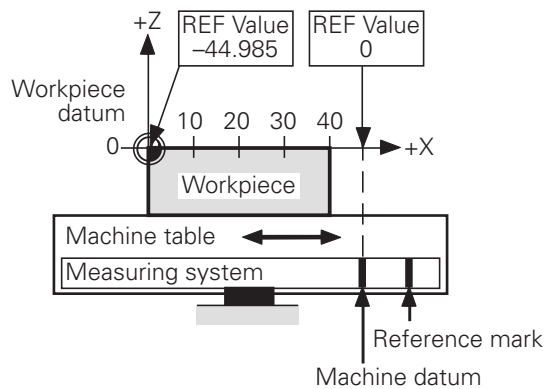 +Z
REF Value
–44.985
REF Value
0
Workpiece
datum
10 20 30 40
0
+X
Workpiece
Machine table
Measuring system
Reference mark
Machine datum